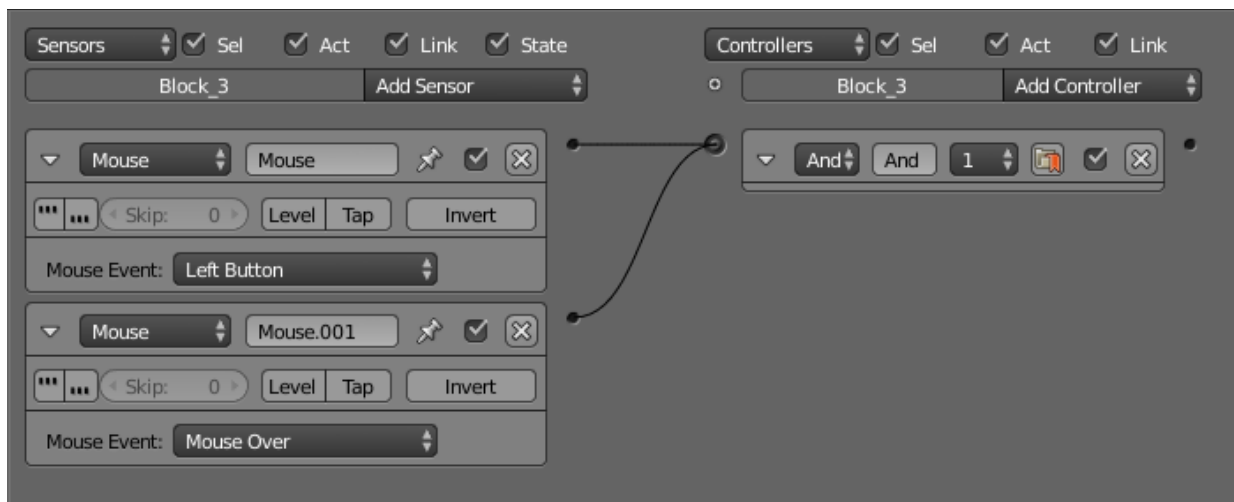 Sensors Sel Act Link State Controllers Sel Act Link
Block_3 Add Sensor Block_3 Add Controller
Mouse Mouse And And 1
Skip: 0 Level Tap Invert
Mouse Event: Left Button
Mouse Mouse.001
Skip: 0 Level Tap Invert
Mouse Event: Mouse Over